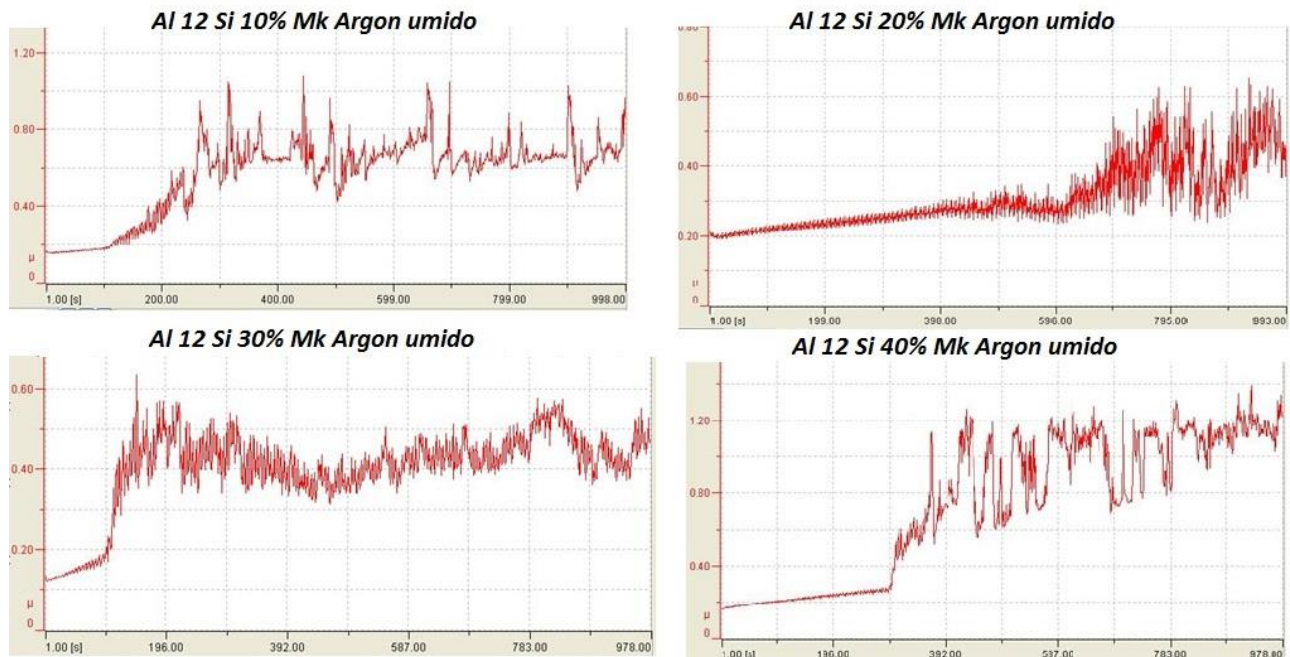 Al 12 Si 10% Mk Argon umido
1.20
0.80
0.40
µ
0
1.00 [s] 200.00 400.00 599.00 799.00 998.00
Al 12 Si 20% Mk Argon umido
0.80
0.60
0.40
0.20
µ
0
1.00 [s] 199.00 398.00 596.00 795.00 993.00
Al 12 Si 30% Mk Argon umido
0.60
0.40
0.20
µ
0
1.00 [s] 196.00 392.00 587.00 783.00 978.00
Al 12 Si 40% Mk Argon umido
1.20
0.80
0.40
µ
0
1.00 [s] 196.00 392.00 587.00 783.00 978.80